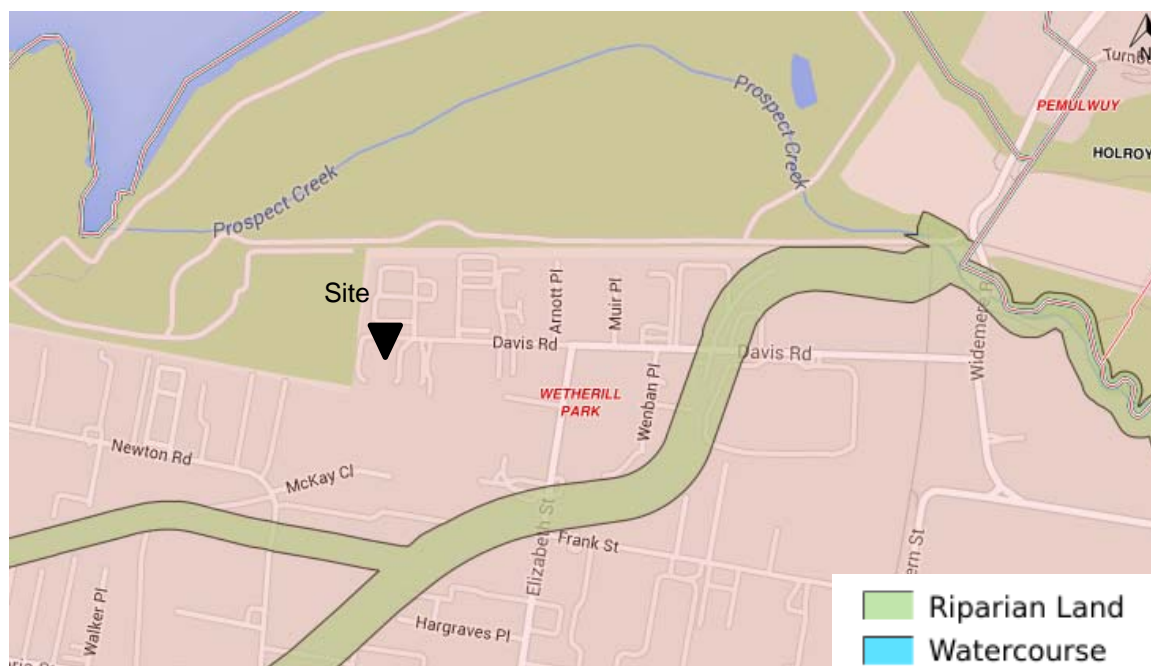 N
Turnb
PEMULWUY
HOLROY
Prospect Creek
Prospect Creek
Site
Arnott Pl
Muir Pl
Davis Rd
Davis Rd
Widemere R
WETHERILL
PARK
Wenban Pl
Newton Rd
McKay Cl
Elizabeth St
Frank St
ern St
Walker Pl
Hargraves Pl
Riparian Land
Watercourse